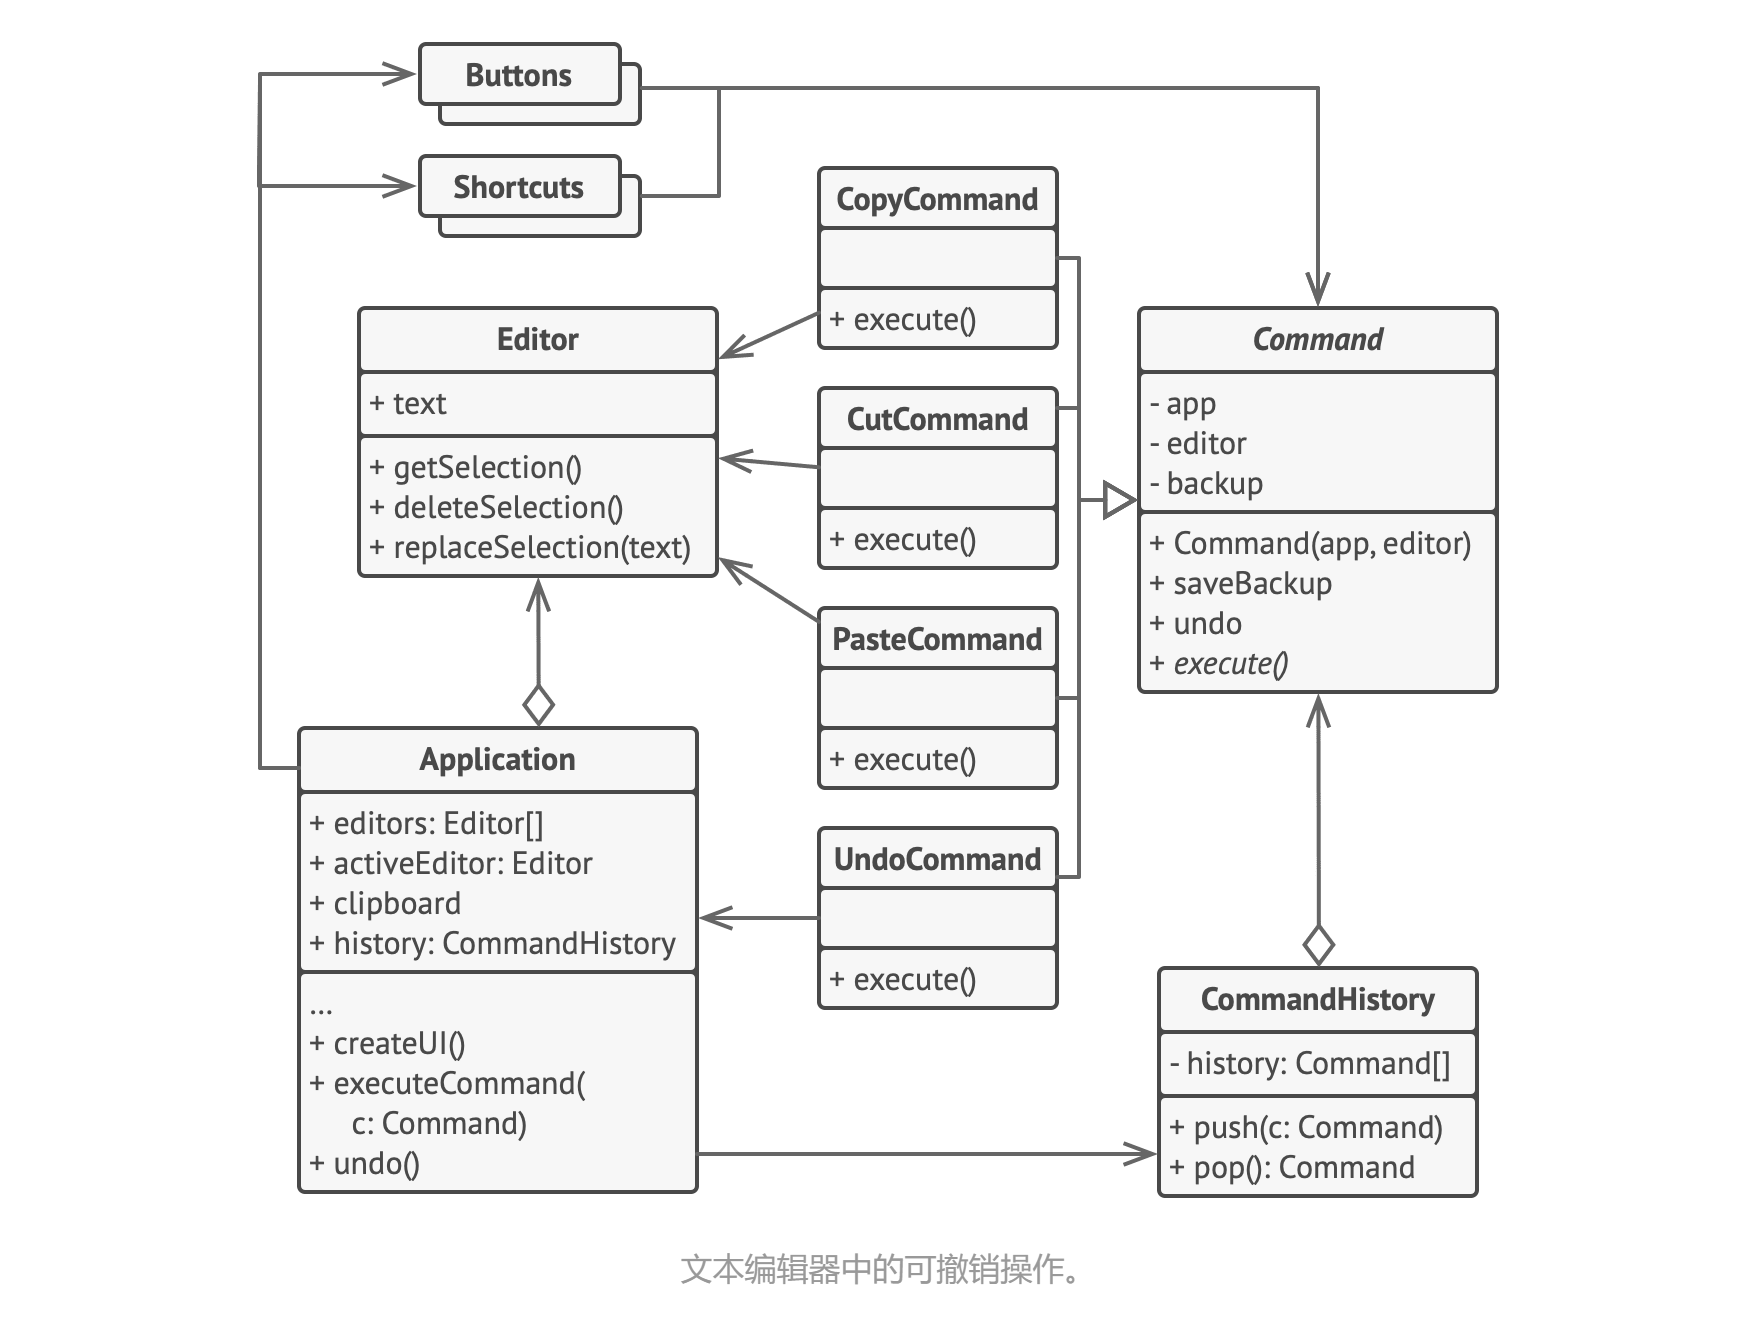 Buttons
Shortcuts
CopyCommand
+ execute()
Editor
+ text
+ getSelection()
+ deleteSelection()
+ replaceSelection(text)
CutCommand
+ execute()
Command
- app
- editor
- backup
+ Command(app, editor)
+ saveBackup
+ undo
+ execute()
PasteCommand
+ execute()
Application
+ editors: Editor[]
+ activeEditor: Editor
+ clipboard
+ history: CommandHistory
...
+ createUI()
+ executeCommand(
c: Command)
+ undo()
UndoCommand
+ execute()
CommandHistory
- history: Command[]
+ push(c: Command)
+ pop(): Command
文本编辑器中的可撤销操作。